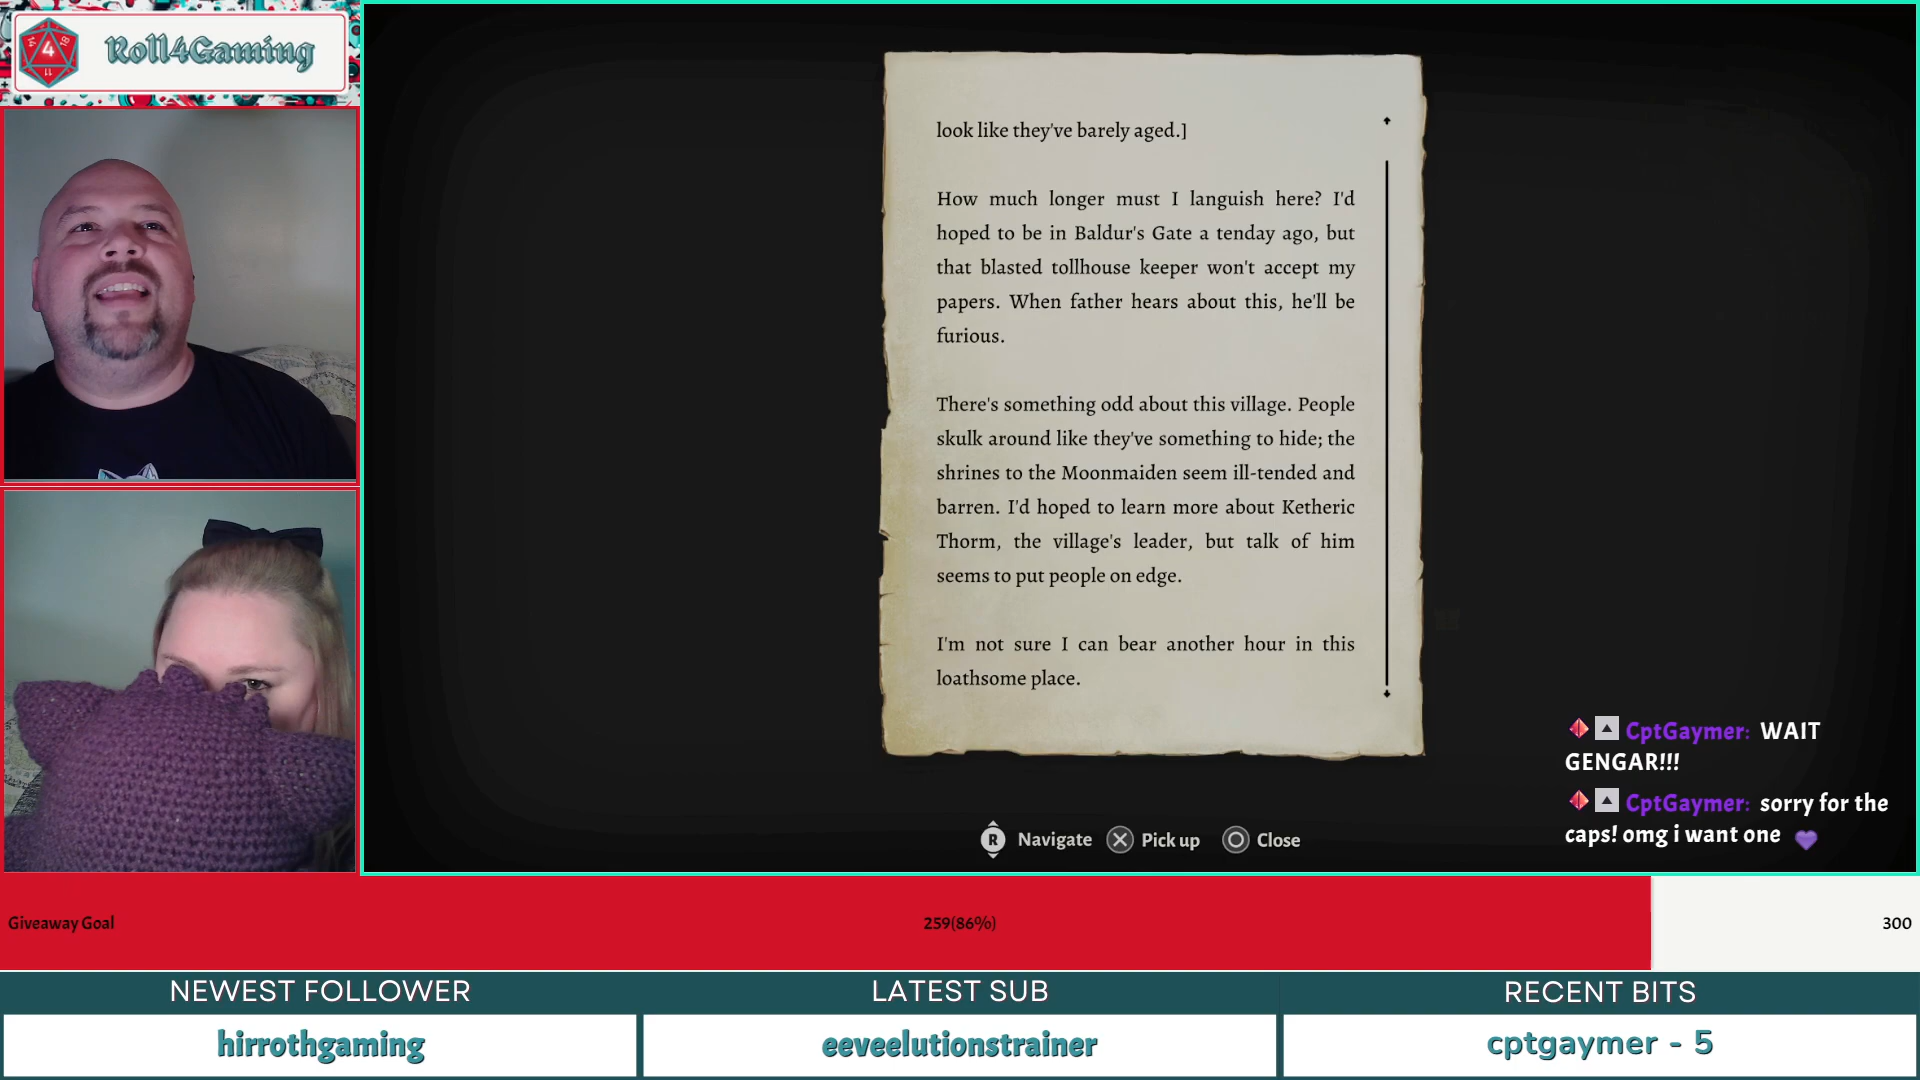 Roll4Gaming
4
14
18
11
look like they've barely aged.]
How much longer must I languish here? I'd
hoped to be in Baldur's Gate a tenday ago, but
that blasted tollhouse keeper won't accept my
papers. When father hears about this, he'll be
furious.
There's something odd about this village. People
skulk around like they've something to hide; the
shrines to the Moonmaiden seem ill-tended and
barren. I'd hoped to learn more about Ketheric
Thorm, the village's leader, but talk of him
seems to put people on edge.
I'm not sure I can bear another hour in this
loathsome place.
R Navigate Pick up Close
CptGaymer: WAIT
GENGAR!!!
CptGaymer: sorry for the
caps! omg i want one
Giveaway Goal 259(86%) 300
NEWEST FOLLOWER LATEST SUB RECENT BITS
hirrothgaming eeveelutionstrainer cptgaymer - 5